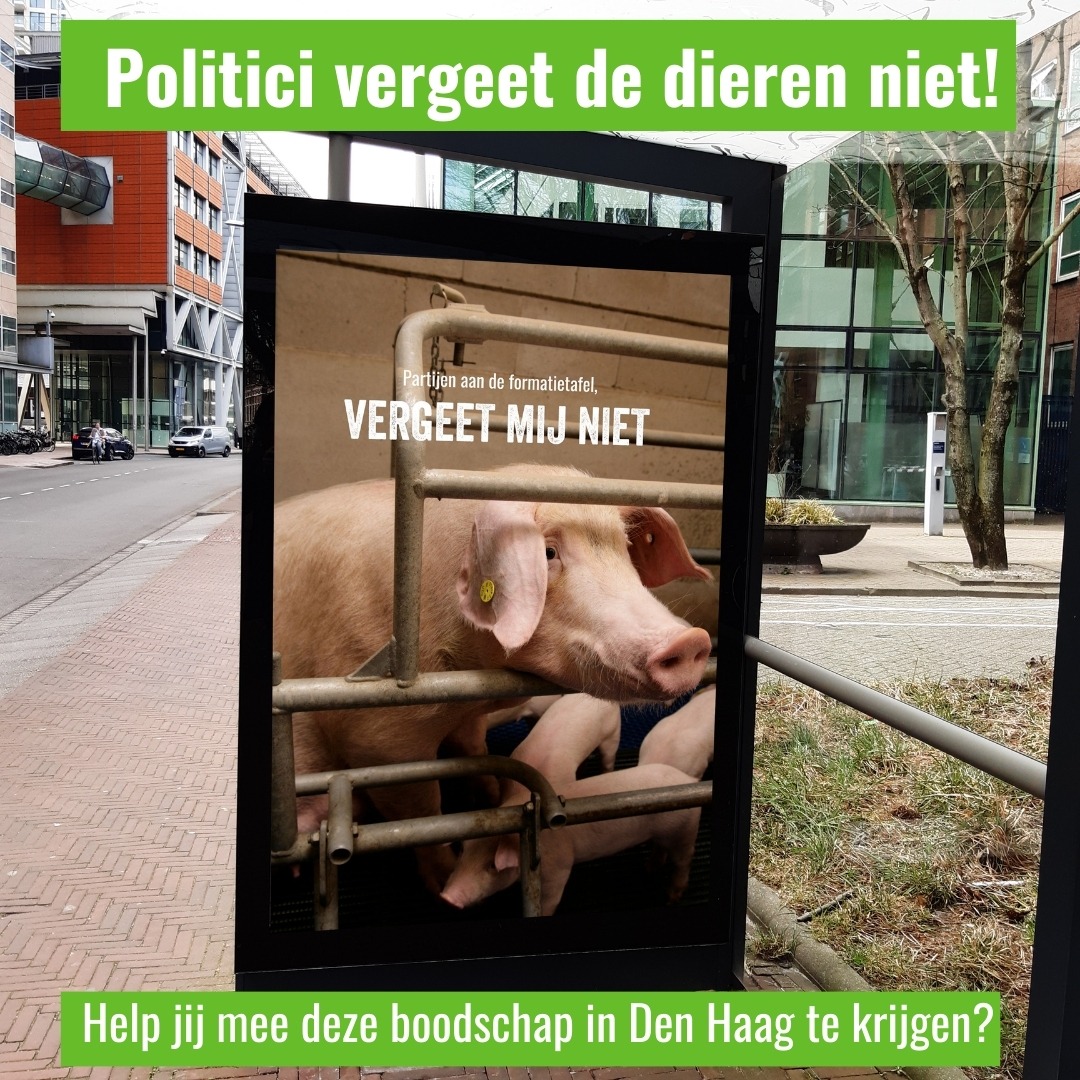 Politici vergeet de dieren niet!
Partijen aan de formatietafel,
VERGEET MIJ NIET
Help jij mee deze boodschap in Den Haag te krijgen?